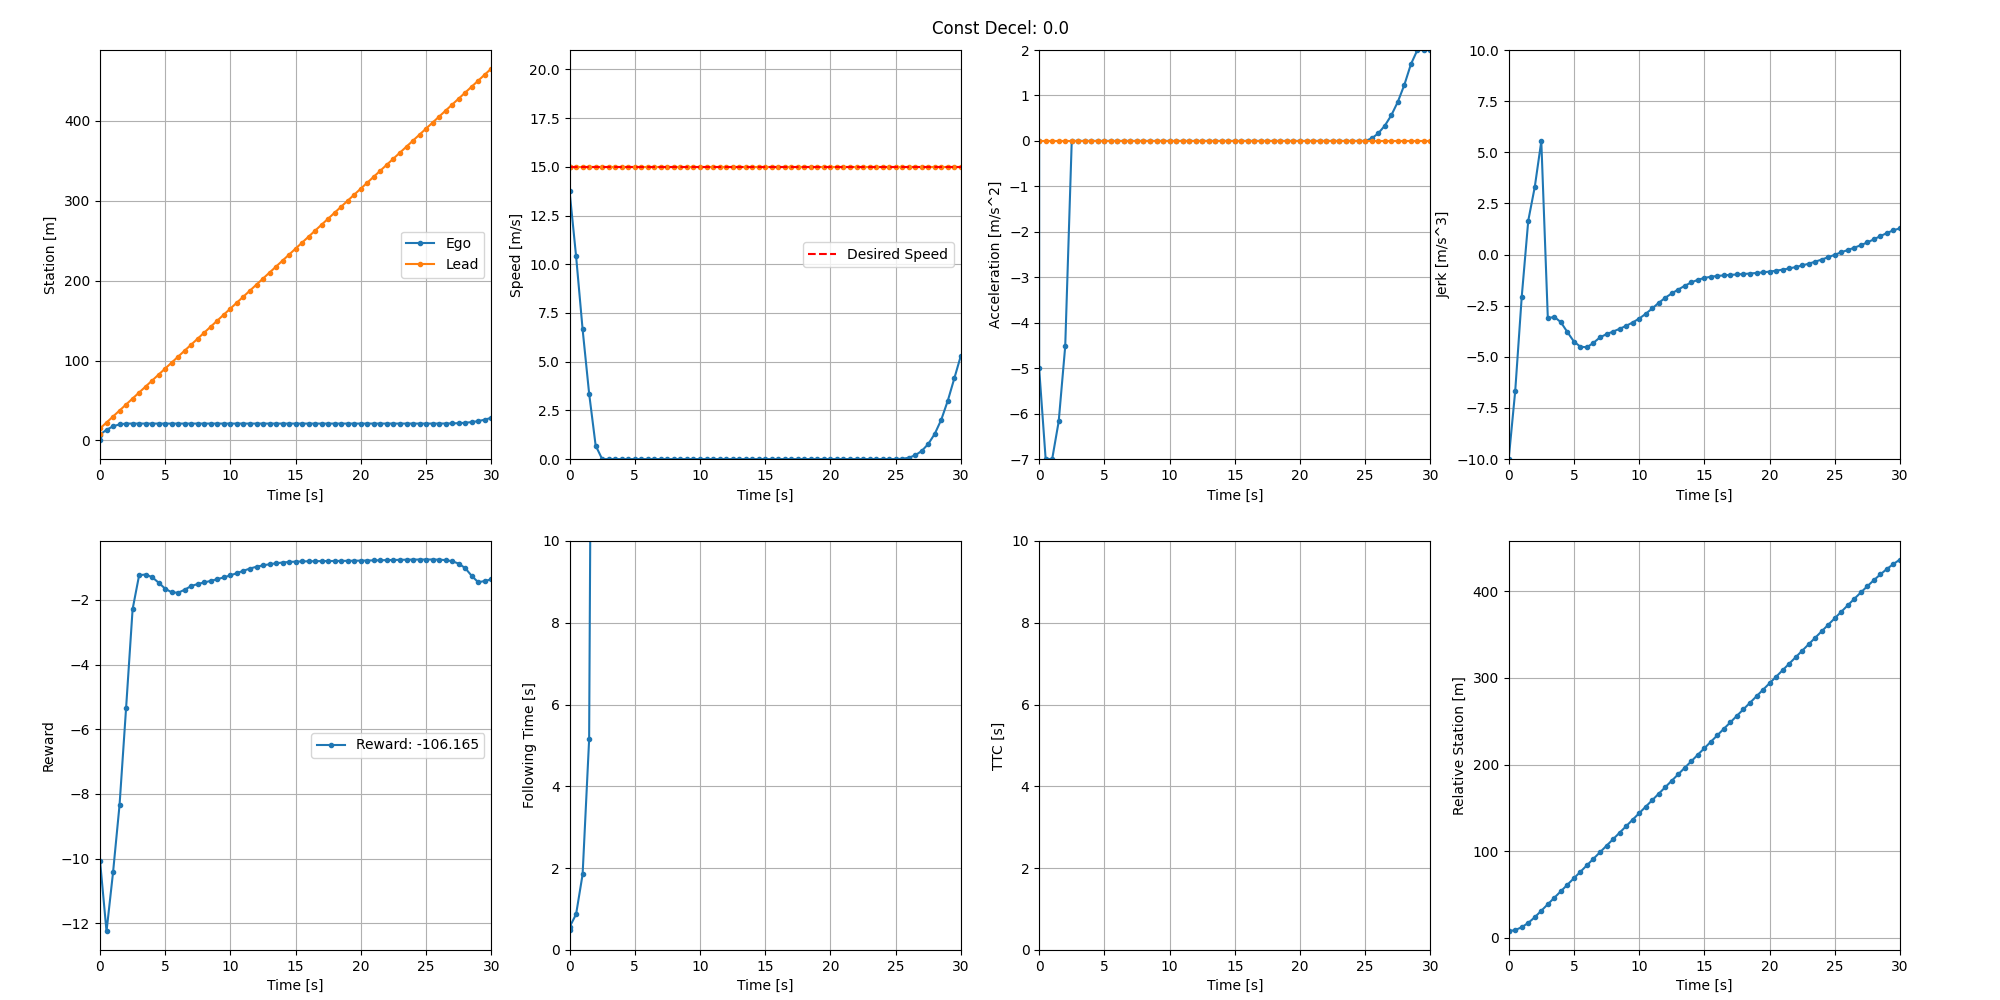 Const Decel: 0.0
Station [m]
400
300
200
100
0
0 5 10 15 20 25 30
Time [s]
Ego
Lead
Speed [m/s]
20.0
17.5
15.0
12.5
10.0
7.5
5.0
2.5
0.0
0 5 10 15 20 25 30
Time [s]
Desired Speed
Acceleration [m/s^2]
2
1
0
−1
−2
−3
−4
−5
−6
−7
0 5 10 15 20 25 30
Time [s]
Jerk [m/s^3]
10.0
7.5
5.0
2.5
0.0
−2.5
−5.0
−7.5
−10.0
0 5 10 15 20 25 30
Time [s]
Reward
−2
−4
−6
−8
−10
−12
0 5 10 15 20 25 30
Time [s]
Reward: -106.165
Following Time [s]
10
8
6
4
2
0
0 5 10 15 20 25 30
Time [s]
TTC [s]
10
8
6
4
2
0
0 5 10 15 20 25 30
Time [s]
Relative Station [m]
400
300
200
100
0
0 5 10 15 20 25 30
Time [s]